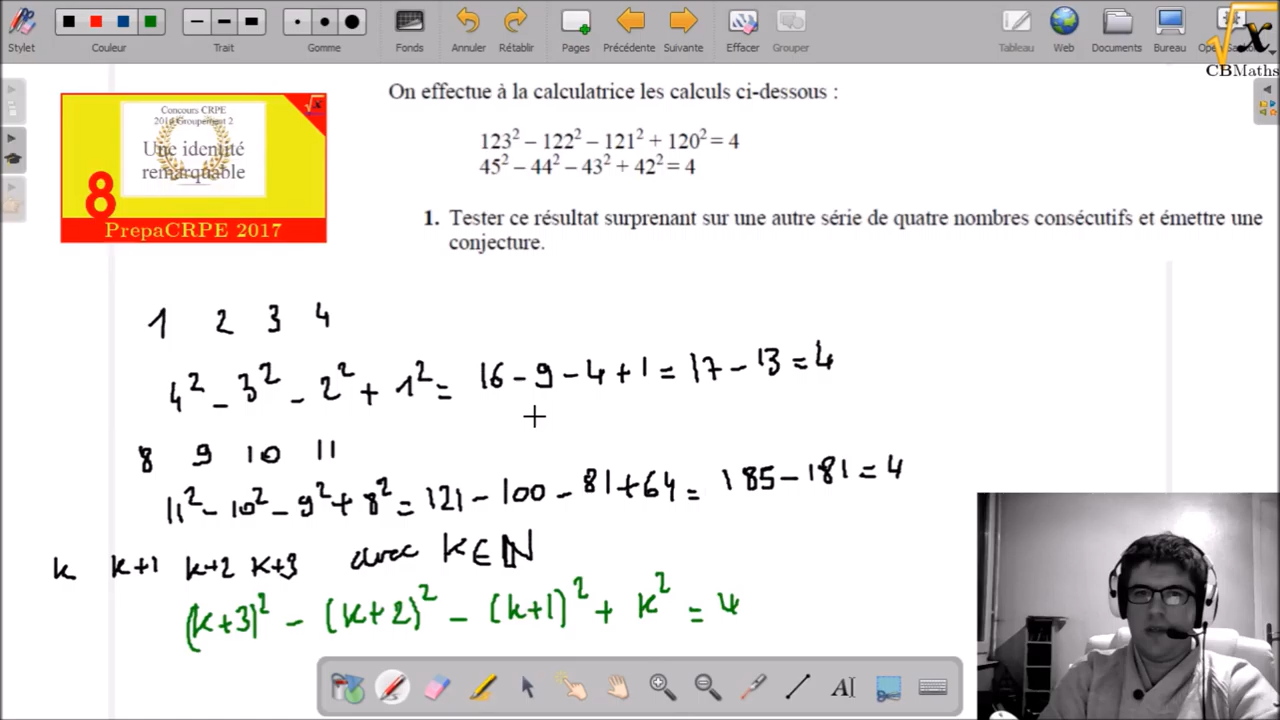 Stylet Couleur Trait Gomme Fonds Annuler Rétablir Pages Précédente Suivante Effacer Grouper Tableau Web Documents Bureau
√x
CBMaths
On effectue à la calculatrice les calculs ci-dessous :
Concours CRPE
Groupement 2
Une identité
remarquable
8
PrepaCRPE 2017
123² − 122² − 121² + 120² = 4
45² − 44² − 43² + 42² = 4
1. Tester ce résultat surprenant sur une autre série de quatre nombres consécutifs et émettre une
conjecture.
1 2 3 4
4² − 3² − 2² + 1² = 16 − 9 − 4 + 1 = 17 − 13 = 4
8 9 10 11
11² − 10² − 9² + 8² = 121 − 100 − 81 + 64 = 185 − 181 = 4
k k+1 k+2 k+3 avec k∈ℕ
(k+3)² − (k+2)² − (k+1)² + k² = 4
AI